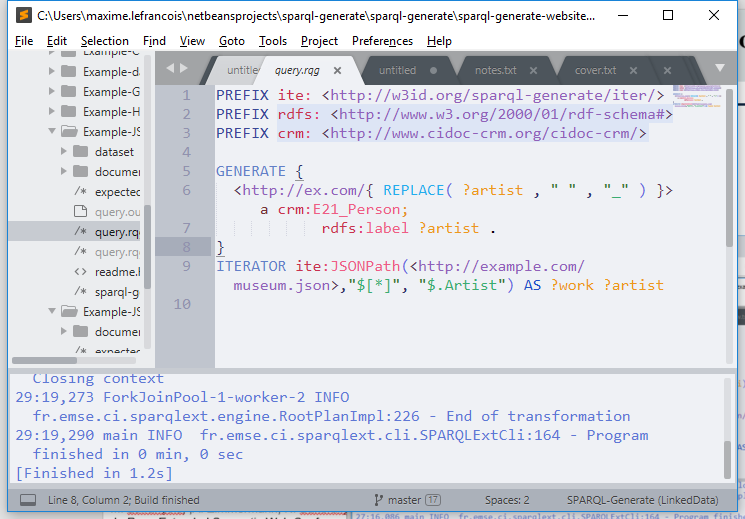 C:\Users\maxime.lefrancois\netbeansprojects\sparql-generate\sparql-generate\sparql-generate-website...
File Edit Selection Find View Goto Tools Project Preferences Help
Example-da
Example-G
Example-H
Example-JS
dataset
documen
expected
query.ou
query.rqg
query.rq
readme.l
sparql-g
Example-JS
documen
expected
untitle query.rqg × untitled notes.txt × cover.txt × ×
1 PREFIX ite: <http://w3id.org/sparql-generate/iter/>
2 PREFIX rdfs: <http://www.w3.org/2000/01/rdf-schema#>
3 PREFIX crm: <http://www.cidoc-crm.org/cidoc-crm/>
4
5 GENERATE {
6 <http://ex.com/{ REPLACE( ?artist , " " , "_" ) }>
a crm:E21_Person;
7 rdfs:label ?artist .
8 }
9 ITERATOR ite:JSONPath(<http://example.com/
museum.json>,"$[*]", "$.Artist") AS ?work ?artist
10
Closing context
29:19,273 ForkJoinPool-1-worker-2 INFO
fr.emse.ci.sparqlext.engine.RootPlanImpl:226 - End of transformation
29:19,290 main INFO fr.emse.ci.sparqlext.cli.SPARQLExtCli:164 - Program
finished in 0 min, 0 sec
[Finished in 1.2s]
Line 8, Column 2; Build finished master 17 Spaces: 2 SPARQL-Generate (LinkedData)